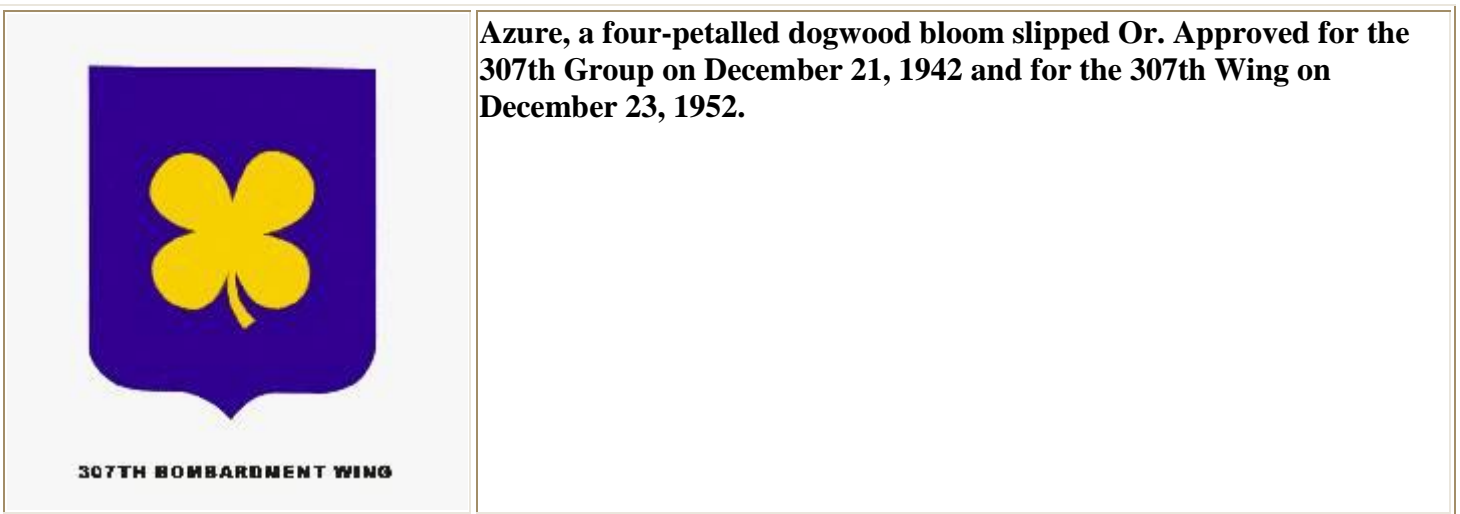 Azure, a four-petalled dogwood bloom slipped Or. Approved for the
307th Group on December 21, 1942 and for the 307th Wing on
December 23, 1952.
307TH BOMBARDMENT WING